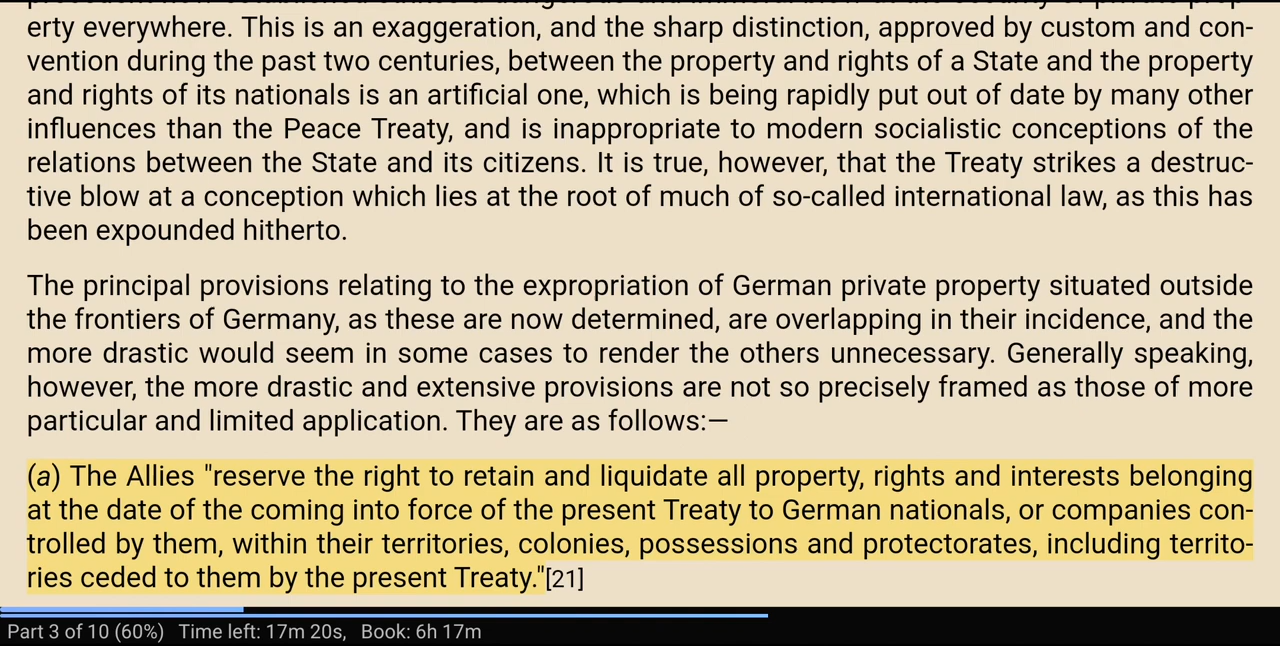 erty everywhere. This is an exaggeration, and the sharp distinction, approved by custom and con-
vention during the past two centuries, between the property and rights of a State and the property
and rights of its nationals is an artificial one, which is being rapidly put out of date by many other
influences than the Peace Treaty, and is inappropriate to modern socialistic conceptions of the
relations between the State and its citizens. It is true, however, that the Treaty strikes a destruc-
tive blow at a conception which lies at the root of much of so-called international law, as this has
been expounded hitherto.
The principal provisions relating to the expropriation of German private property situated outside
the frontiers of Germany, as these are now determined, are overlapping in their incidence, and the
more drastic would seem in some cases to render the others unnecessary. Generally speaking,
however, the more drastic and extensive provisions are not so precisely framed as those of more
particular and limited application. They are as follows:—
(a) The Allies "reserve the right to retain and liquidate all property, rights and interests belonging
at the date of the coming into force of the present Treaty to German nationals, or companies con-
trolled by them, within their territories, colonies, possessions and protectorates, including territo-
ries ceded to them by the present Treaty."[21]
Part 3 of 10 (60%) Time left: 17m 20s, Book: 6h 17m